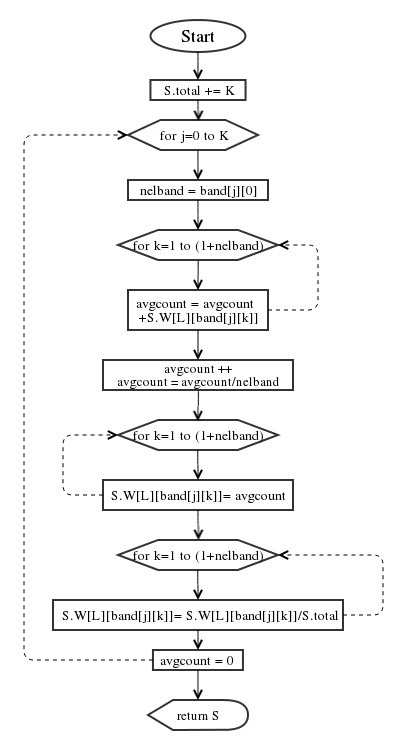 Start
S.total += K
for j=0 to K
nelband = band[j][0]
for k=1 to (1+nelband)
avgcount = avgcount
+S.W[L][band[j][k]]
avgcount ++
avgcount = avgcount/nelband
for k=1 to (1+nelband)
S.W[L][band[j][k]]= avgcount
for k=1 to (1+nelband)
S.W[L][band[j][k]]= S.W[L][band[j][k]]/S.total
avgcount = 0
return S